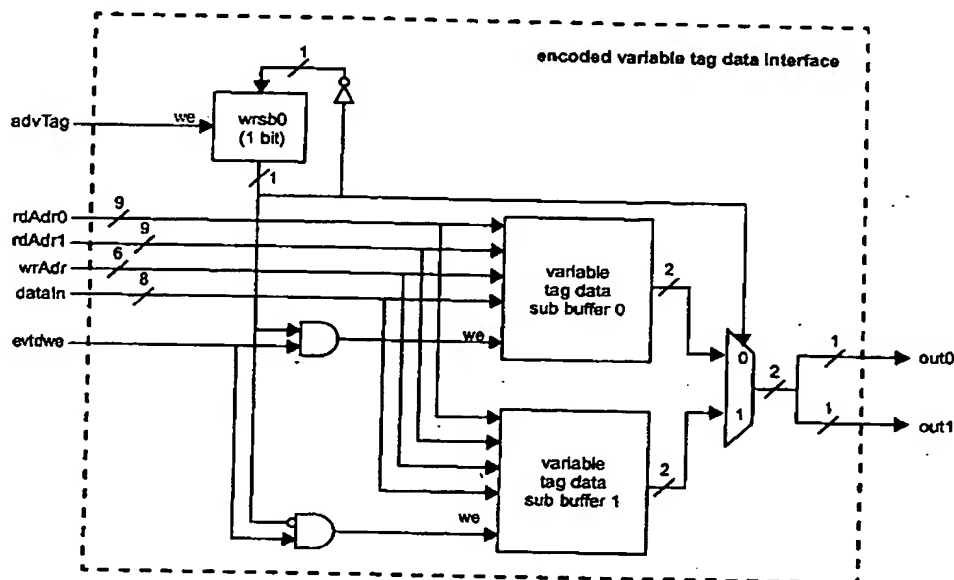 encoded variable tag data interface
1
advTag
we
wrsb0
(1 bit)
1
rdAdr0
9
rdAdr1
9
wrAdr
6
dataIn
8
evtdwe
variable
tag data
sub buffer 0
we
2
0
1
2
1
out0
1
out1
variable
tag data
sub buffer 1
we
2